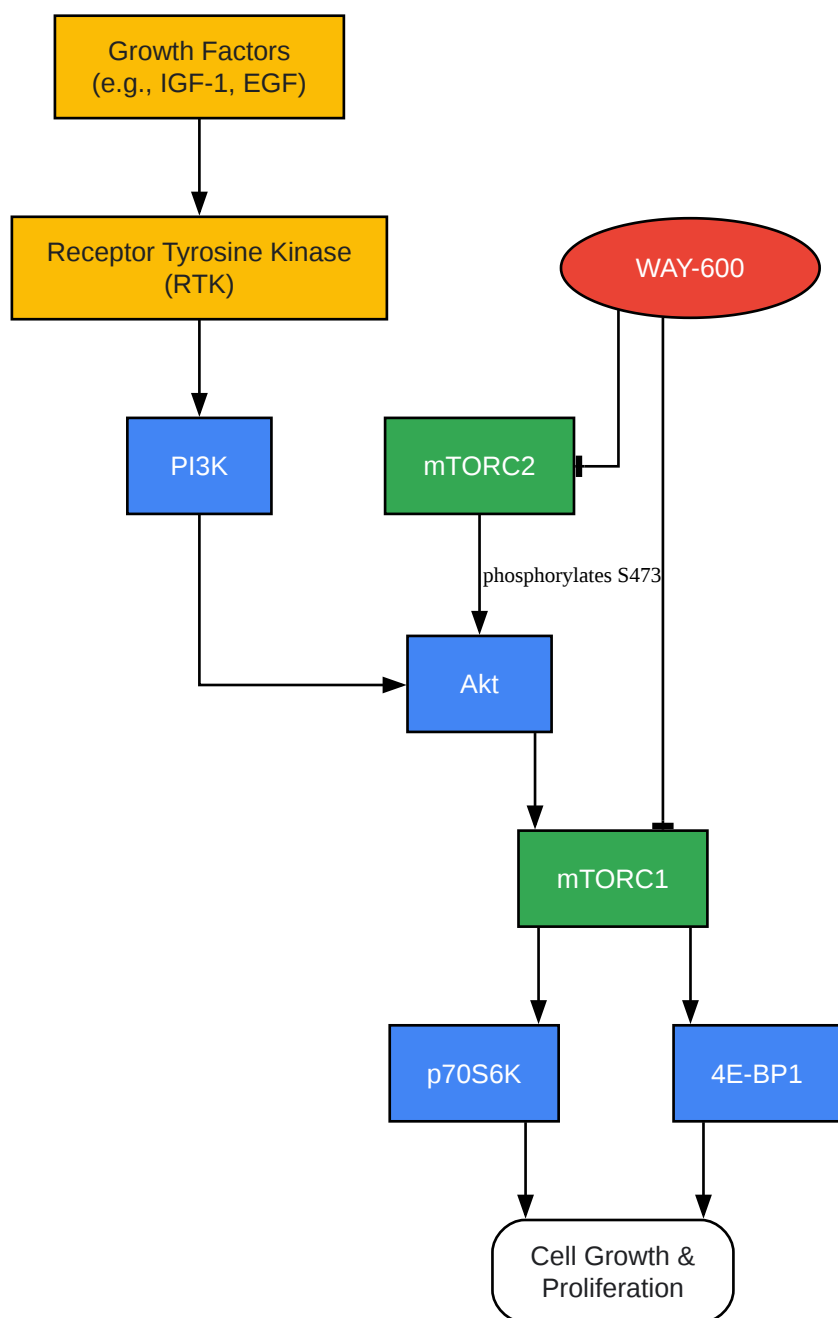 Growth Factors
(e.g., IGF-1, EGF)
Receptor Tyrosine Kinase
(RTK)
WAY-600
PI3K
mTORC2
phosphorylates S473
Akt
mTORC1
p70S6K
4E-BP1
Cell Growth &
Proliferation